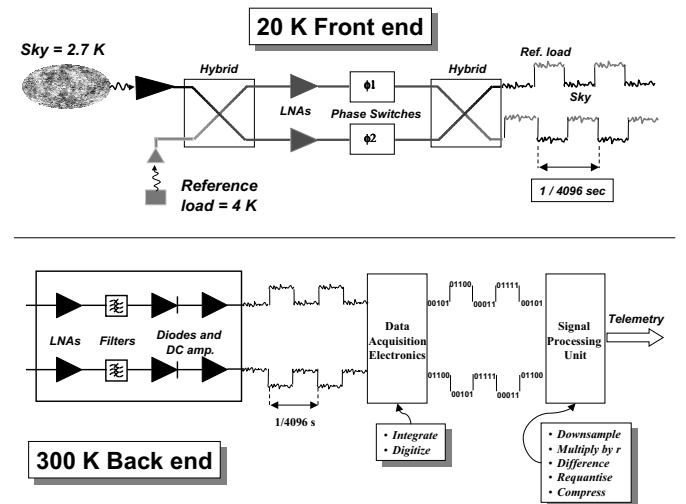 20 K Front end
Sky = 2.7 K
Hybrid
LNAs
ϕ1
ϕ2
Phase Switches
Hybrid
Ref. load
Sky
1 / 4096 sec
Reference
load = 4 K
LNAs
Filters
Diodes and
DC amp.
1/4096 s
Data
Acquisition
Electronics
• Integrate
• Digitize
00101
01100
00011
01111
00101
01100
00101
01111
00011
01100
Signal
Processing
Unit
Telemetry
• Downsample
• Multiply by r
• Difference
• Requantise
• Compress
300 K Back end